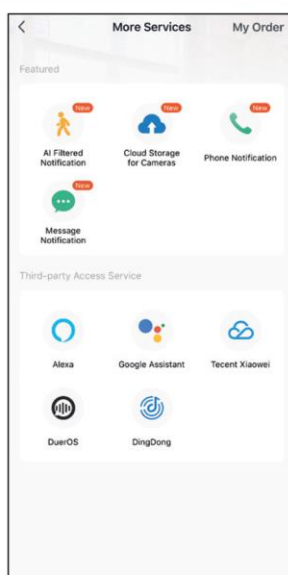 More Services
My Order
Featured
New
New
New
AI Filtered
Notification
Cloud Storage
for Cameras
Phone Notification
New
Message
Notification
Third-party Access Service
Alexa
Google Assistant
Tecent Xiaowei
DuerOS
DingDong